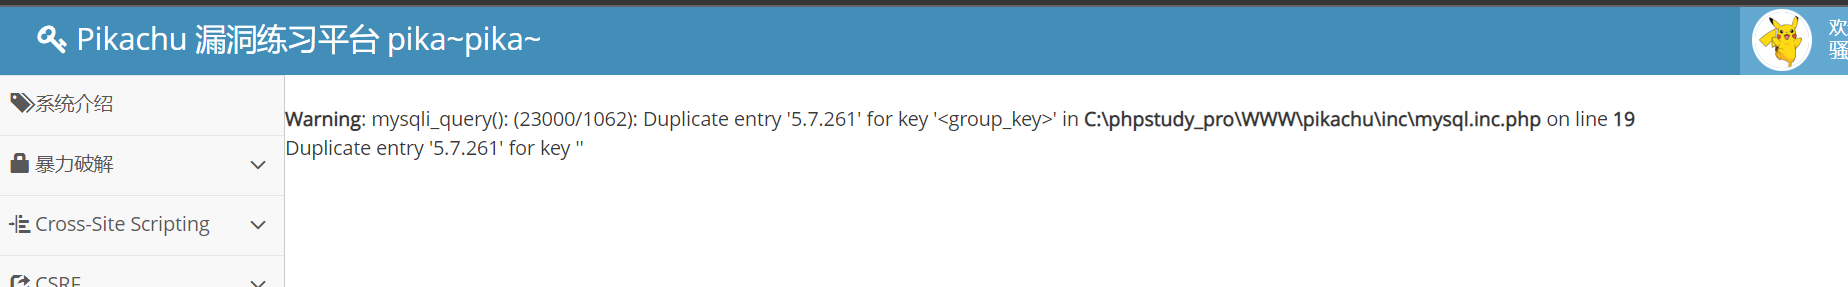 Pikachu 漏洞练习平台 pika~pika~
欢
骚
系统介绍
暴力破解
Cross-Site Scripting
CSRF
Warning: mysqli_query(): (23000/1062): Duplicate entry '5.7.261' for key '<group_key>' in C:\phpstudy_pro\WWW\pikachu\inc\mysql.inc.php on line 19
Duplicate entry '5.7.261' for key ''